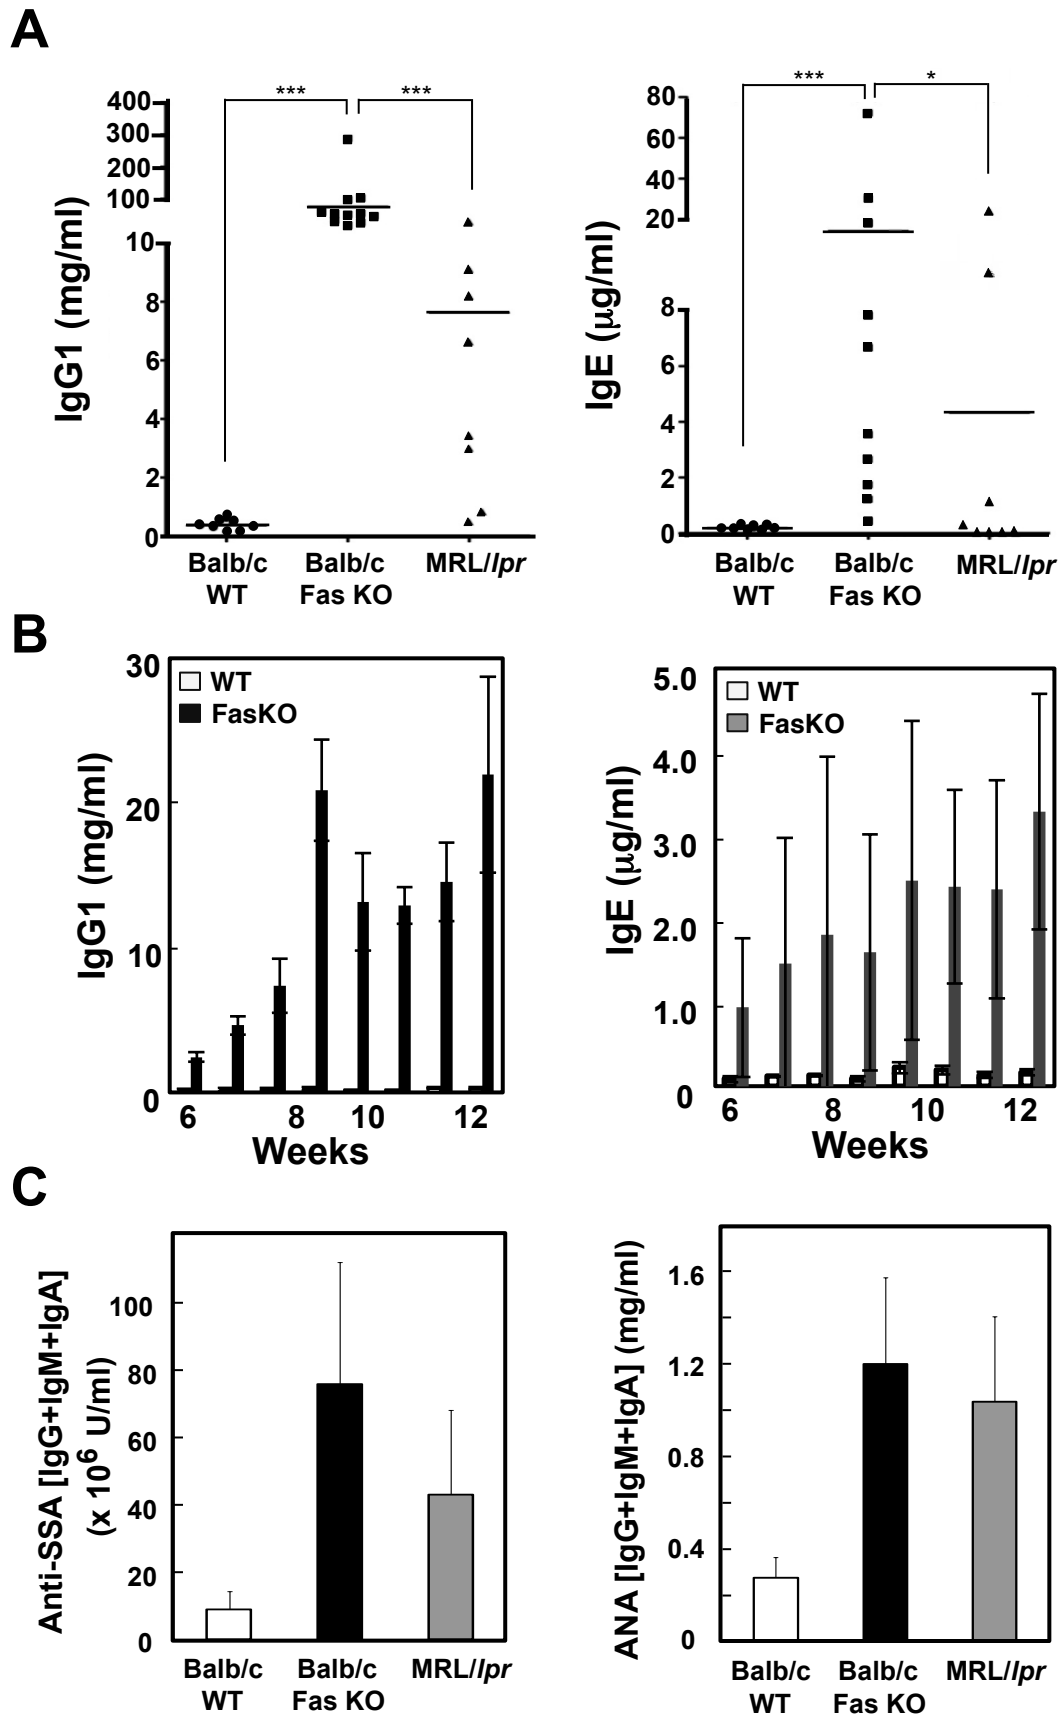 A
IgG1 (mg/ml)
400
300
200
100
10
8
6
4
2
0
***
***
Balb/c
WT
Balb/c
Fas KO
MRL//lpr
IgE (μg/ml)
80
60
40
20
8
6
4
2
0
***
*
Balb/c
WT
Balb/c
Fas KO
MRL//lpr
B
IgG1 (mg/ml)
30
20
10
0
WT
FasKO
6
8
10
12
Weeks
IgE (μg/ml)
5.0
4.0
3.0
2.0
1.0
0
WT
FasKO
6
8
10
12
Weeks
C
Anti-SSA [IgG+IgM+IgA]
(x 10⁶ U/ml)
100
80
60
40
20
0
Balb/c
WT
Balb/c
Fas KO
MRL//lpr
ANA [IgG+IgM+IgA] (mg/ml)
1.6
1.2
0.8
0.4
0
Balb/c
WT
Balb/c
Fas KO
MRL//lpr